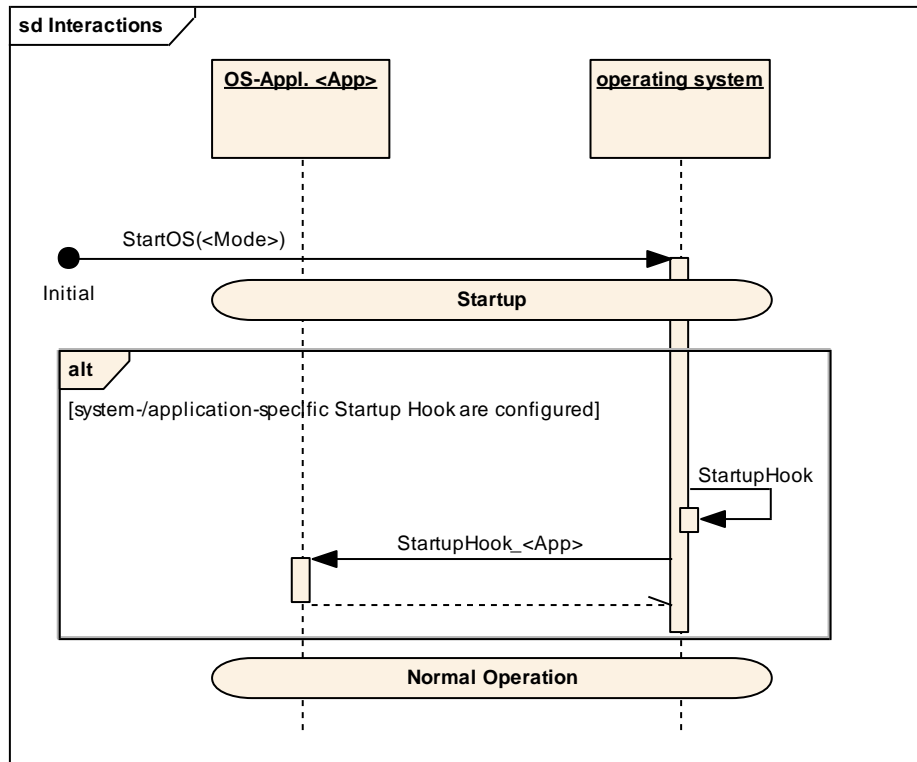 sd Interactions
OS-Appl. <App>
operating system
StartOS(<Mode>)
Initial
Startup
alt
[system-/application-specific Startup Hook are configured]
StartupHook
StartupHook_<App>
Normal Operation